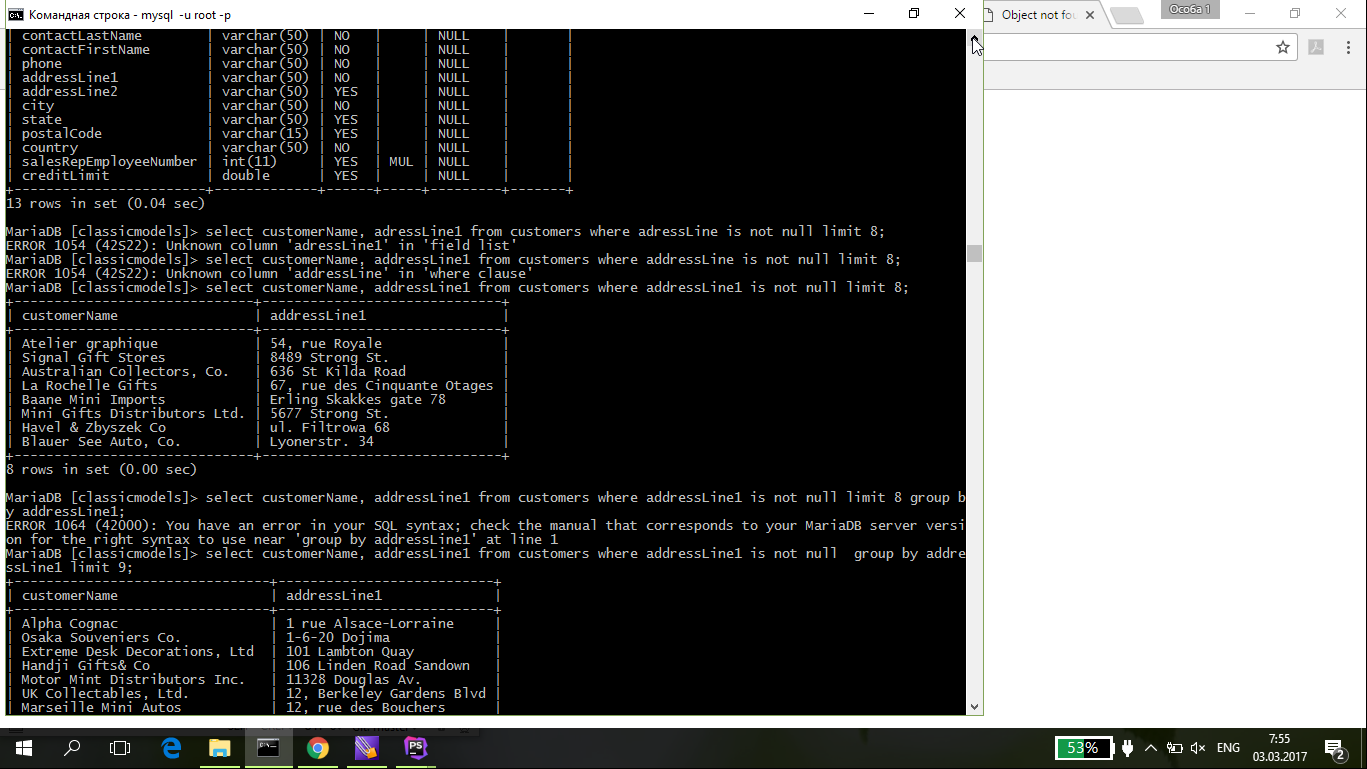 Командная строка - mysql -u root -p
Object not fou
Особа 1
| contactLastName | varchar(50) | NO | | NULL | |
| contactFirstName | varchar(50) | NO | | NULL | |
| phone | varchar(50) | NO | | NULL | |
| addressLine1 | varchar(50) | NO | | NULL | |
| addressLine2 | varchar(50) | YES | | NULL | |
| city | varchar(50) | NO | | NULL | |
| state | varchar(50) | YES | | NULL | |
| postalCode | varchar(15) | YES | | NULL | |
| country | varchar(50) | NO | | NULL | |
| salesRepEmployeeNumber | int(11) | YES | MUL | NULL | |
| creditLimit | double | YES | | NULL | |
13 rows in set (0.04 sec)
MariaDB [classicmodels]> select customerName, adressLine1 from customers where adressLine is not null limit 8;
ERROR 1054 (42S22): Unknown column 'adressLine1' in 'field list'
MariaDB [classicmodels]> select customerName, addressLine1 from customers where addressLine is not null limit 8;
ERROR 1054 (42S22): Unknown column 'addressLine' in 'where clause'
MariaDB [classicmodels]> select customerName, addressLine1 from customers where addressLine1 is not null limit 8;
| customerName | addressLine1 |
| Atelier graphique | 54, rue Royale |
| Signal Gift Stores | 8489 Strong St. |
| Australian Collectors, Co. | 636 St Kilda Road |
| La Rochelle Gifts | 67, rue des Cinquante Otages |
| Baane Mini Imports | Erling Skakkes gate 78 |
| Mini Gifts Distributors Ltd. | 5677 Strong St. |
| Havel & Zbyszek Co | ul. Filtrowa 68 |
| Blauer See Auto, Co. | Lyonerstr. 34 |
8 rows in set (0.00 sec)
MariaDB [classicmodels]> select customerName, addressLine1 from customers where addressLine1 is not null limit 8 group b
y addressLine1;
ERROR 1064 (42000): You have an error in your SQL syntax; check the manual that corresponds to your MariaDB server versi
on for the right syntax to use near 'group by addressLine1' at line 1
MariaDB [classicmodels]> select customerName, addressLine1 from customers where addressLine1 is not null  group by addre
ssLine1 limit 9;
| customerName | addressLine1 |
| Alpha Cognac | 1 rue Alsace-Lorraine |
| Osaka Souveniers Co. | 1-6-20 Dojima |
| Extreme Desk Decorations, Ltd | 101 Lambton Quay |
| Handji Gifts& Co | 106 Linden Road Sandown |
| Motor Mint Distributors Inc. | 11328 Douglas Av. |
| UK Collectables, Ltd. | 12, Berkeley Gardens Blvd |
| Marseille Mini Autos | 12, rue des Bouchers |
PS
53%
ENG
7:55
03.03.2017
2